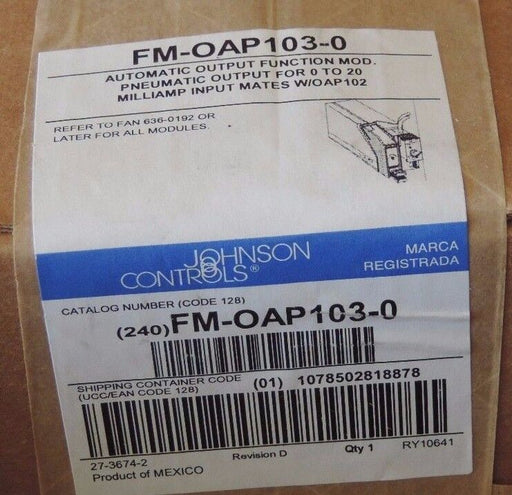 FM-OAP103-0
AUTOMATIC OUTPUT FUNCTION MOD.
PNEUMATIC OUTPUT FOR 0 TO 20
MILLIAMP INPUT MATES W/OAP102
REFER TO FAN 636-0192 OR
LATER FOR ALL MODULES.
JOHNSON
CONTROLS®
MARCA
REGISTRADA
CATALOG NUMBER (CODE 128)
(240)FM-OAP103-0
SHIPPING CONTAINER CODE
(UCC/EAN CODE 128)
(01) 1078502818878
27-3674-2
Revision D
Qty 1
RY10641
Product of MEXICO